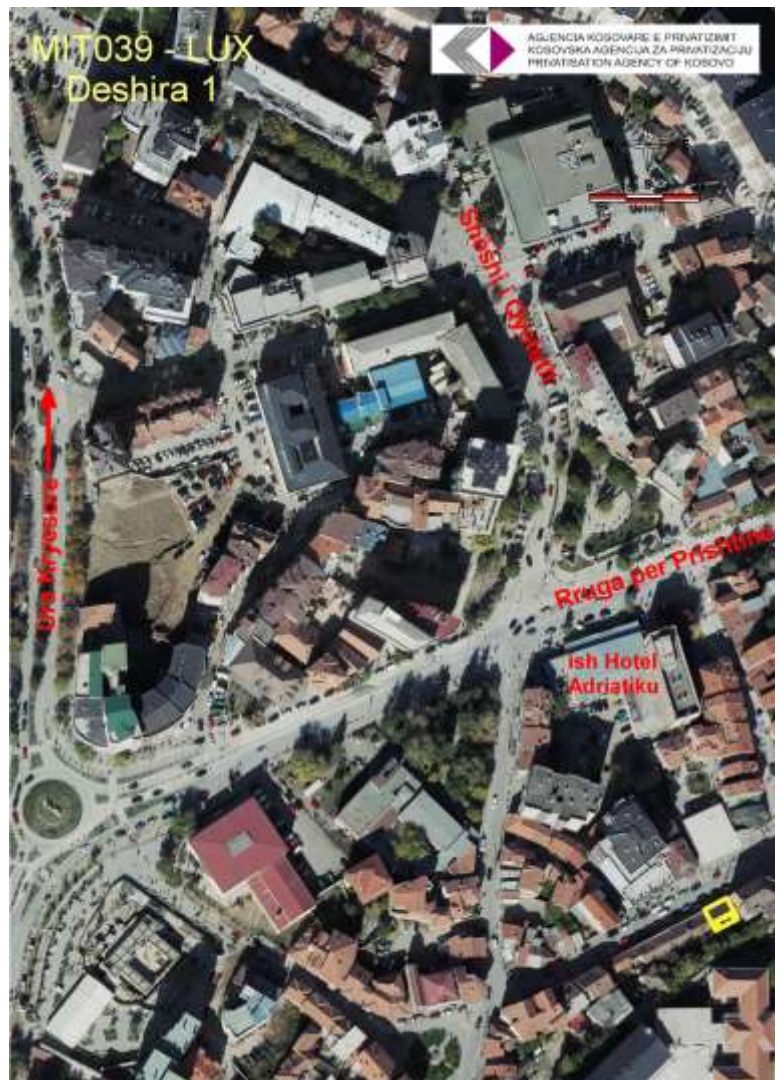 MIT039 - LUX
Deshira 1
AGJENCIA KOSOVARE E PRIVATIZIMIT
KOSOVSKA AGENCIJA ZA PRIVATIZACIJU
PRIVATISATION AGENCY OF KOSOVO
Sheshi i Qytetit
Ura Kryesore
Rruga per Prishtine
ish Hotel
Adriatiku